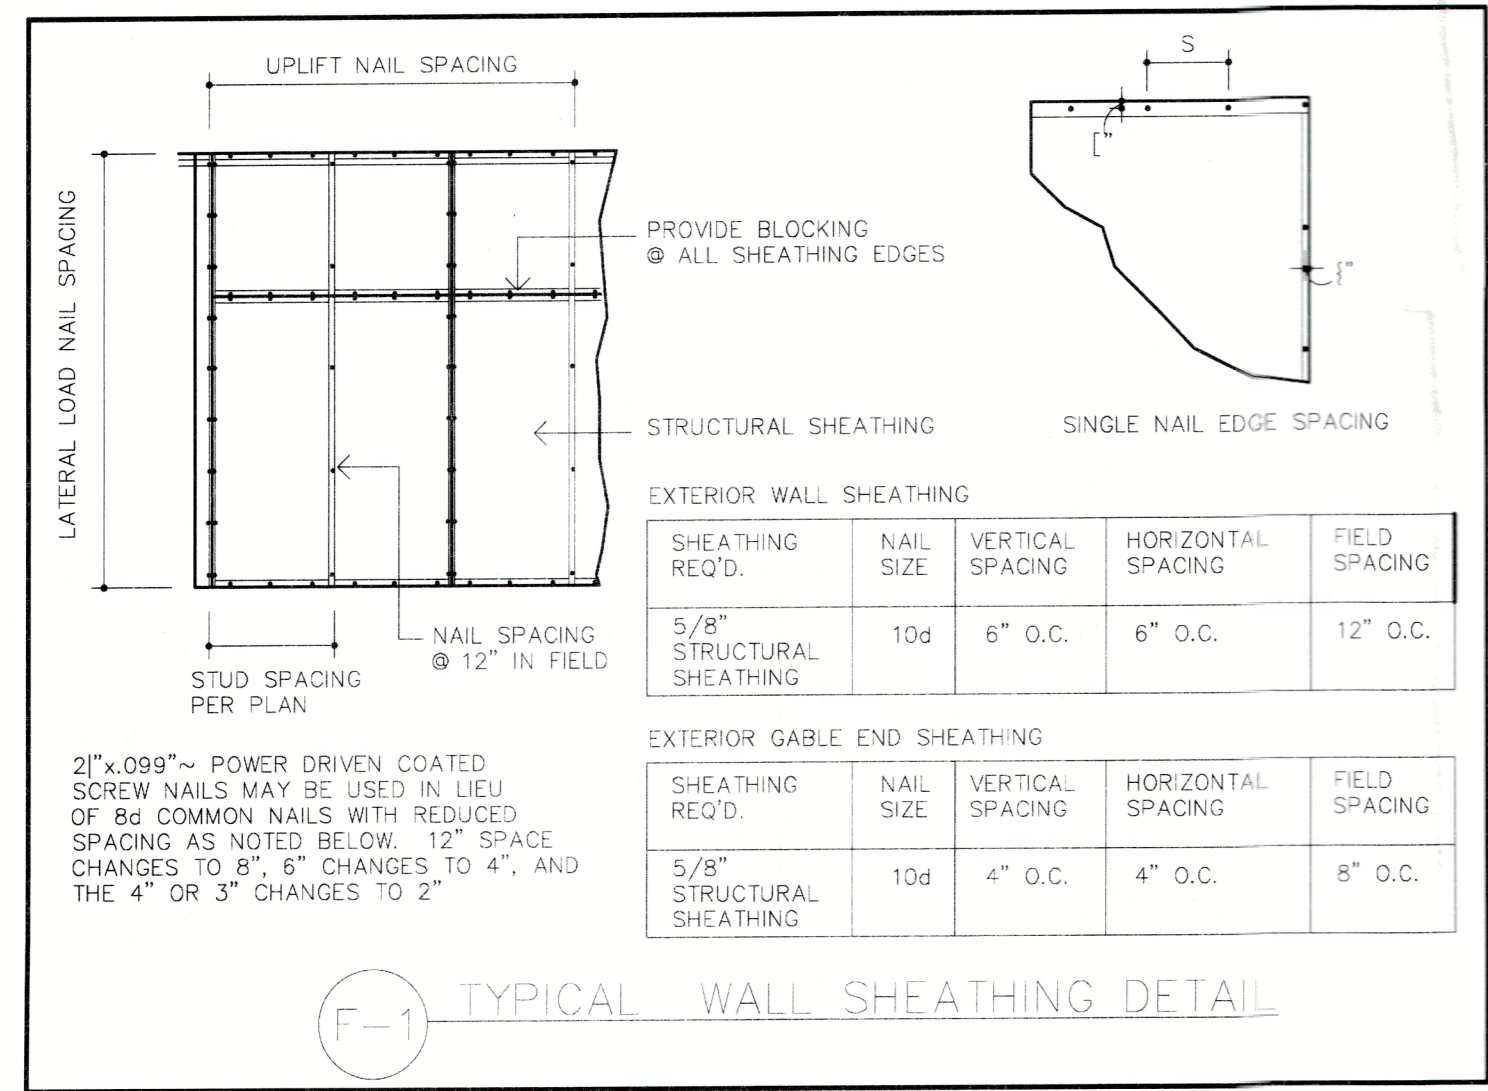 UPLIFT NAIL SPACING
LATERAL LOAD NAIL SPACING
PROVIDE BLOCKING
@ ALL SHEATHING EDGES
STRUCTURAL SHEATHING
NAIL SPACING
@ 12" IN FIELD
STUD SPACING
PER PLAN
2|"x.099"~ POWER DRIVEN COATED
SCREW NAILS MAY BE USED IN LIEU
OF 8d COMMON NAILS WITH REDUCED
SPACING AS NOTED BELOW. 12" SPACE
CHANGES TO 8", 6" CHANGES TO 4", AND
THE 4" OR 3" CHANGES TO 2"
S
["
{"
SINGLE NAIL EDGE SPACING
EXTERIOR WALL SHEATHING
SHEATHING REQ'D. NAIL SIZE VERTICAL SPACING HORIZONTAL SPACING FIELD SPACING
5/8" STRUCTURAL SHEATHING 10d 6" O.C. 6" O.C. 12" O.C.
EXTERIOR GABLE END SHEATHING
SHEATHING REQ'D. NAIL SIZE VERTICAL SPACING HORIZONTAL SPACING FIELD SPACING
5/8" STRUCTURAL SHEATHING 10d 4" O.C. 4" O.C. 8" O.C.
F-1 TYPICAL WALL SHEATHING DETAIL